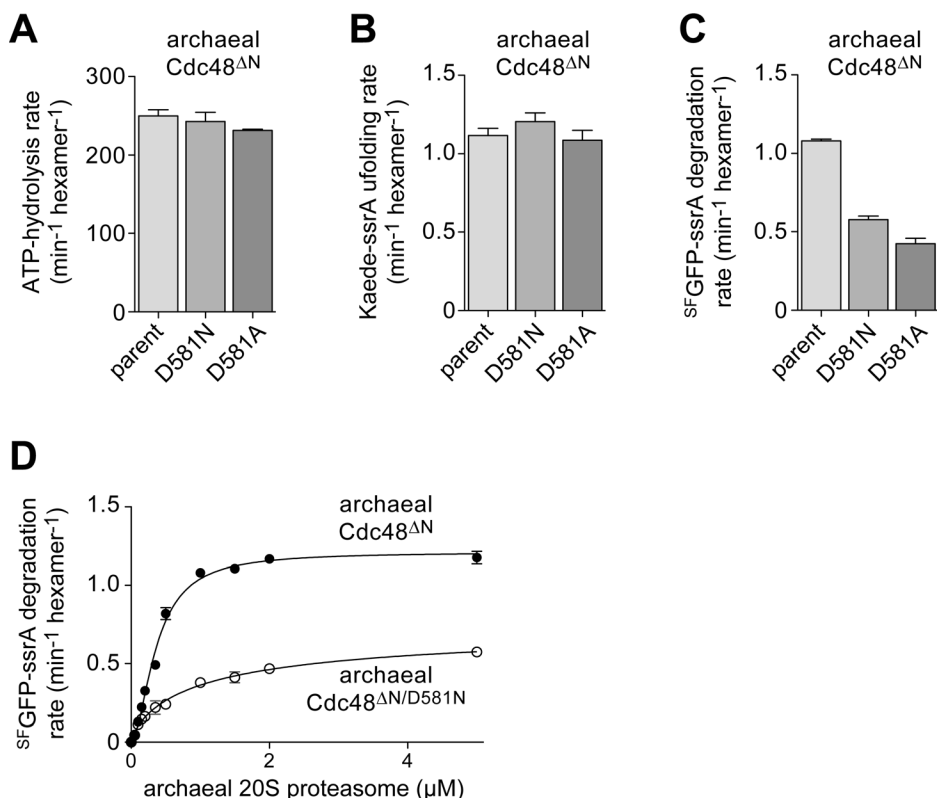 A
archaeal
Cdc48ΔN
ATP-hydrolysis rate
(min-1 hexamer-1)
300
200
100
0
parent
D581N
D581A
B
archaeal
Cdc48ΔN
Kaede-ssrA ufolding rate
(min-1 hexamer-1)
1.5
1.0
0.5
0
parent
D581N
D581A
C
archaeal
Cdc48ΔN
SFGFP-ssrA degradation
rate (min-1 hexamer-1)
1.5
1.0
0.5
0
parent
D581N
D581A
D
SFGFP-ssrA degradation
rate (min-1 hexamer-1)
1.5
1.0
0.5
0
archaeal
Cdc48ΔN
archaeal
Cdc48ΔN/D581N
0
2
4
archaeal 20S proteasome (μM)